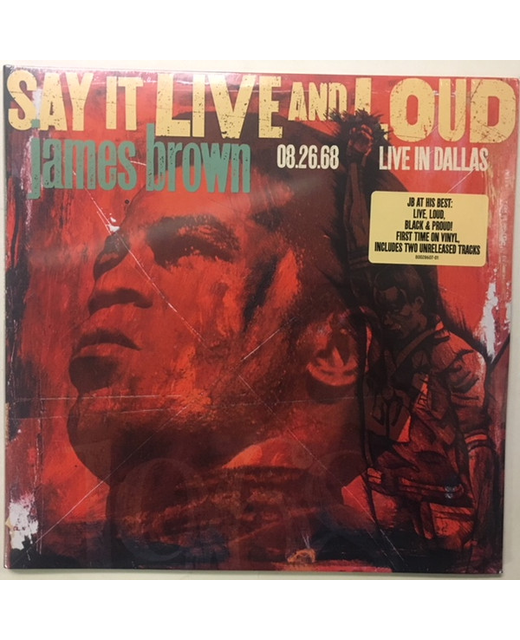 SAY IT LIVE AND LOUD
james brown
08.26.68 LIVE IN DALLAS
JB AT HIS BEST:
LIVE, LOUD,
BLACK & PROUD!
FIRST TIME ON VINYL,
INCLUDES TWO UNRELEASED TRACKS